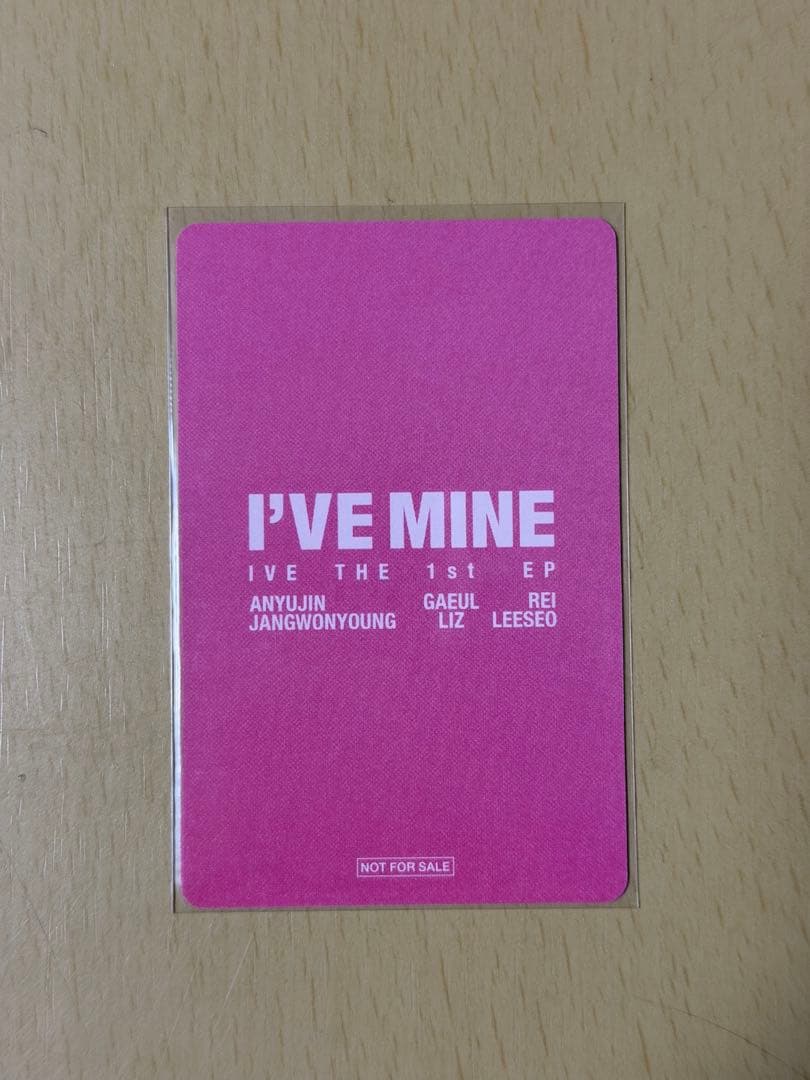 I'VE MINE
IVE THE 1st EP
ANYUJIN GAEUL REI
JANGWONYOUNG LIZ LEESEO
NOT FOR SALE